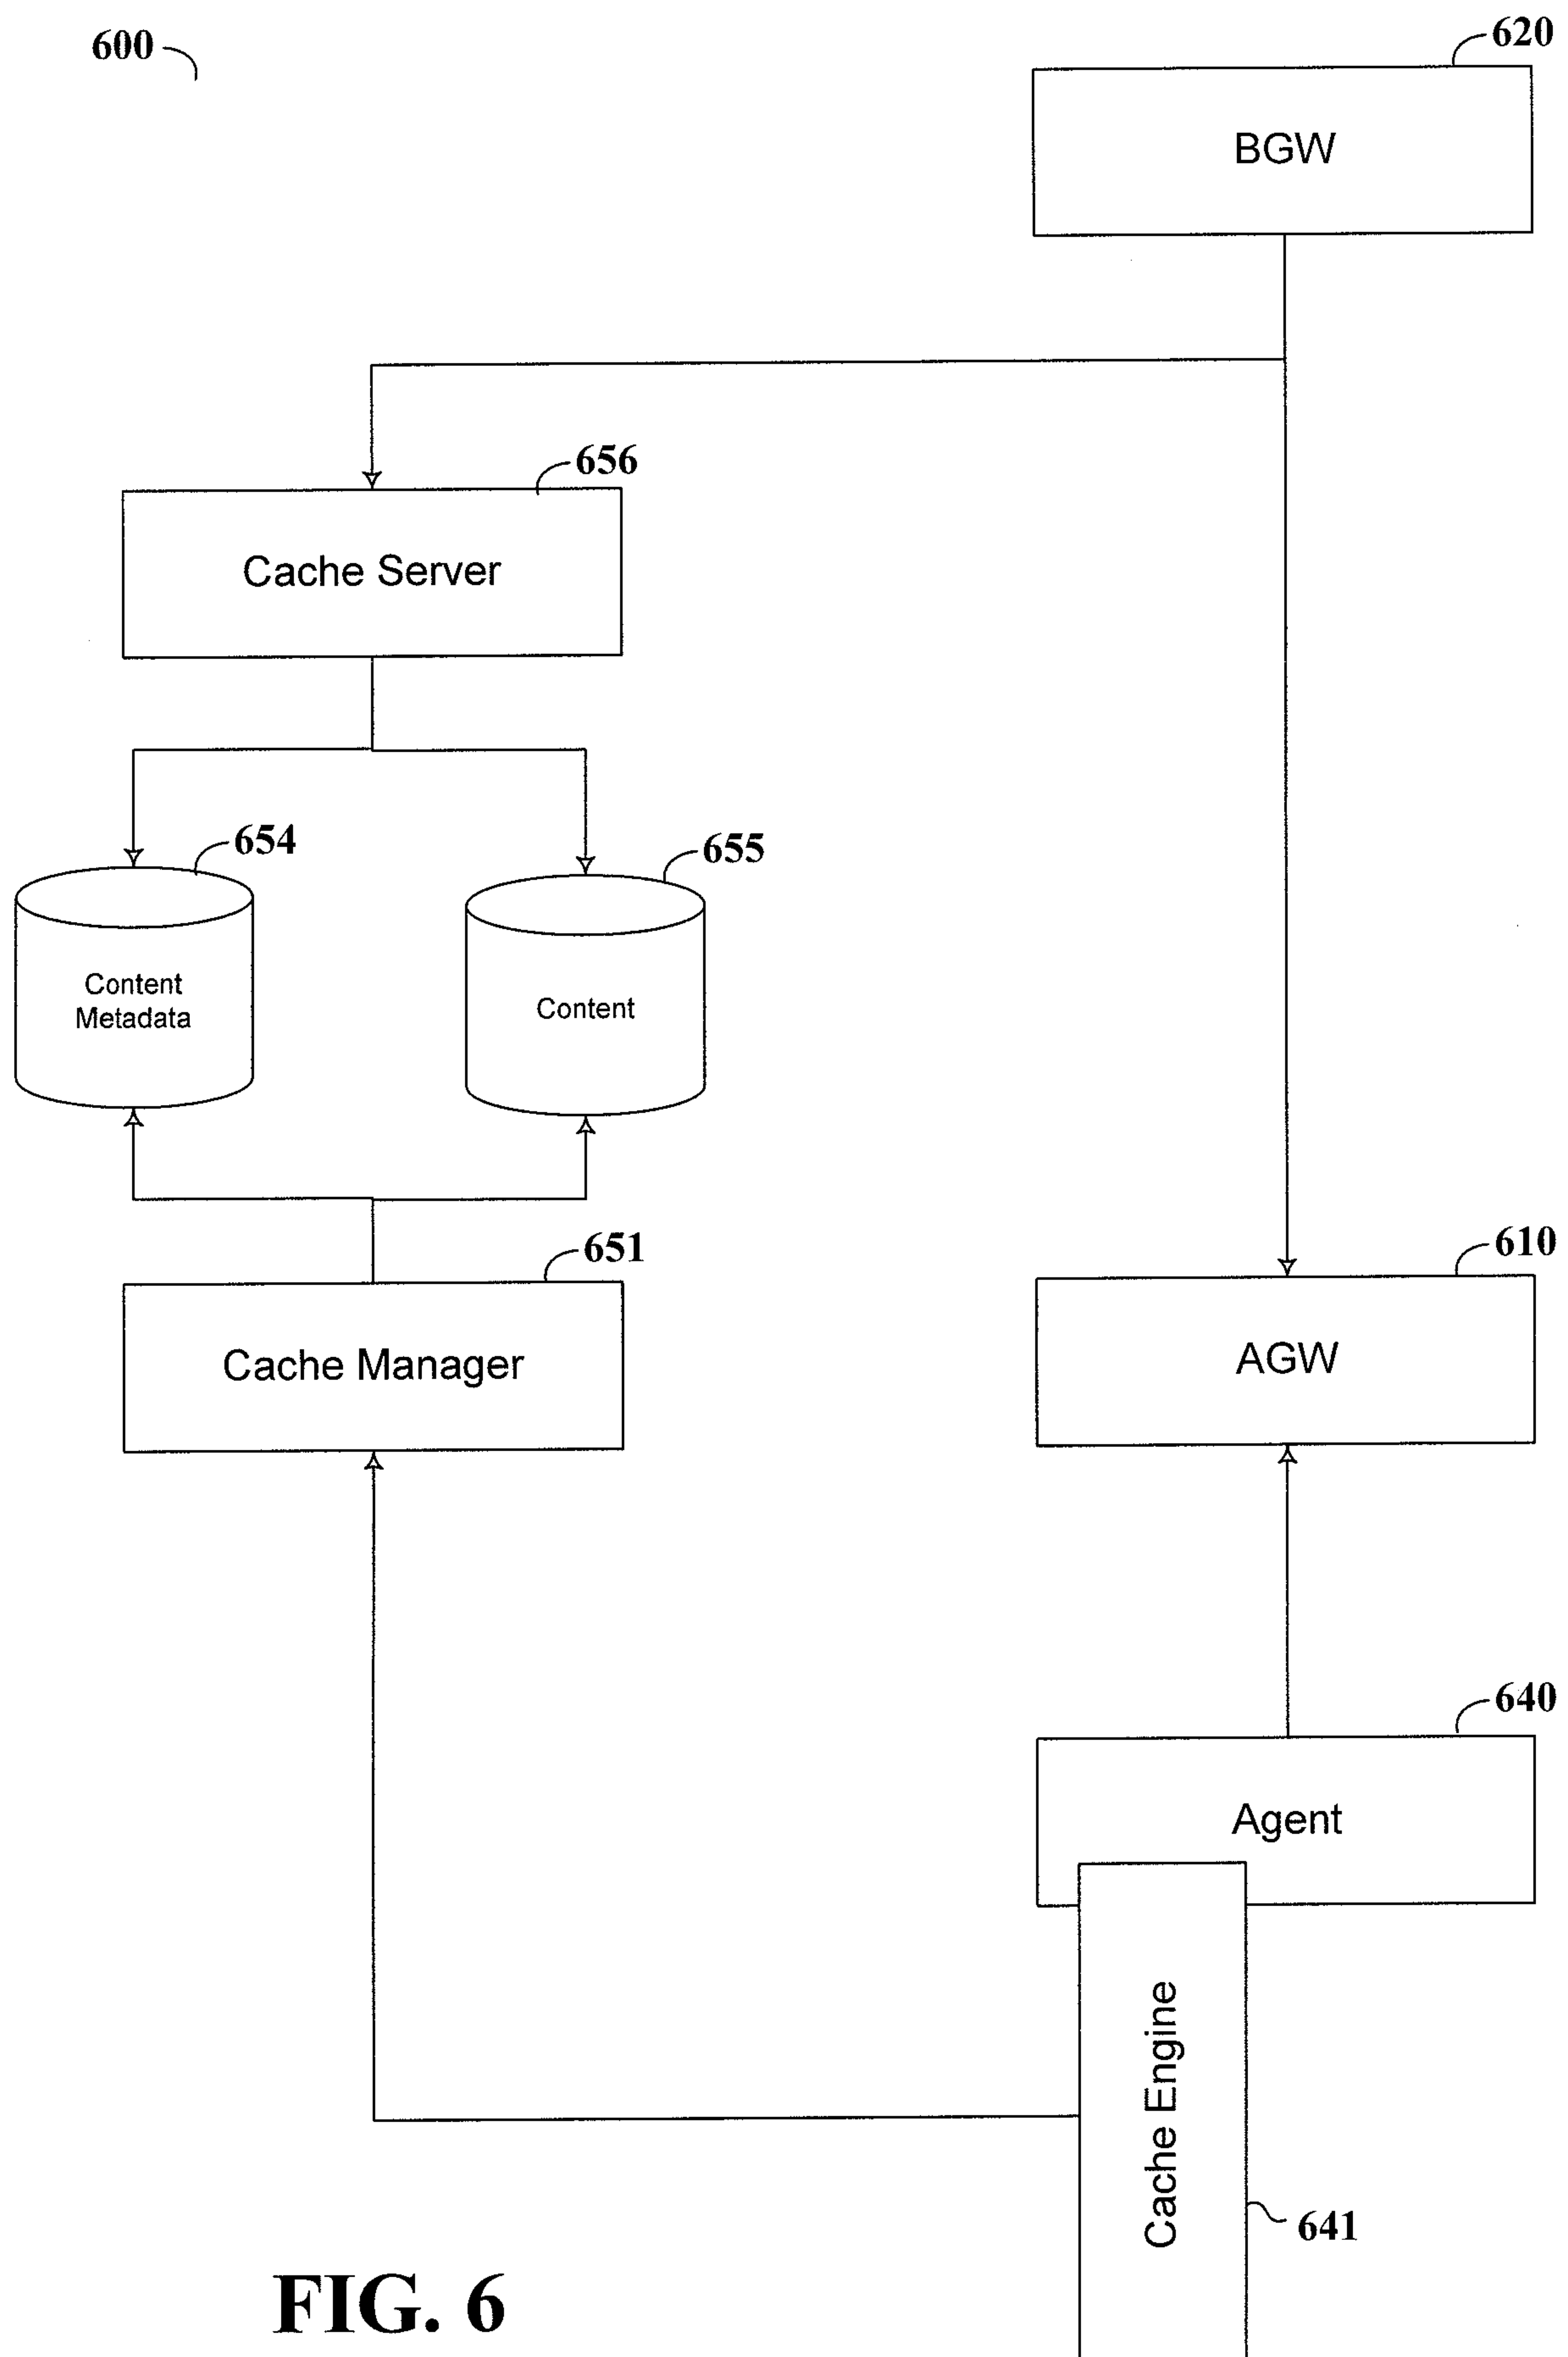 600
620
BGW
656
Cache Server
654
655
Content
Metadata
Content
651
610
Cache Manager
AGW
640
Agent
Cache Engine
641
FIG. 6